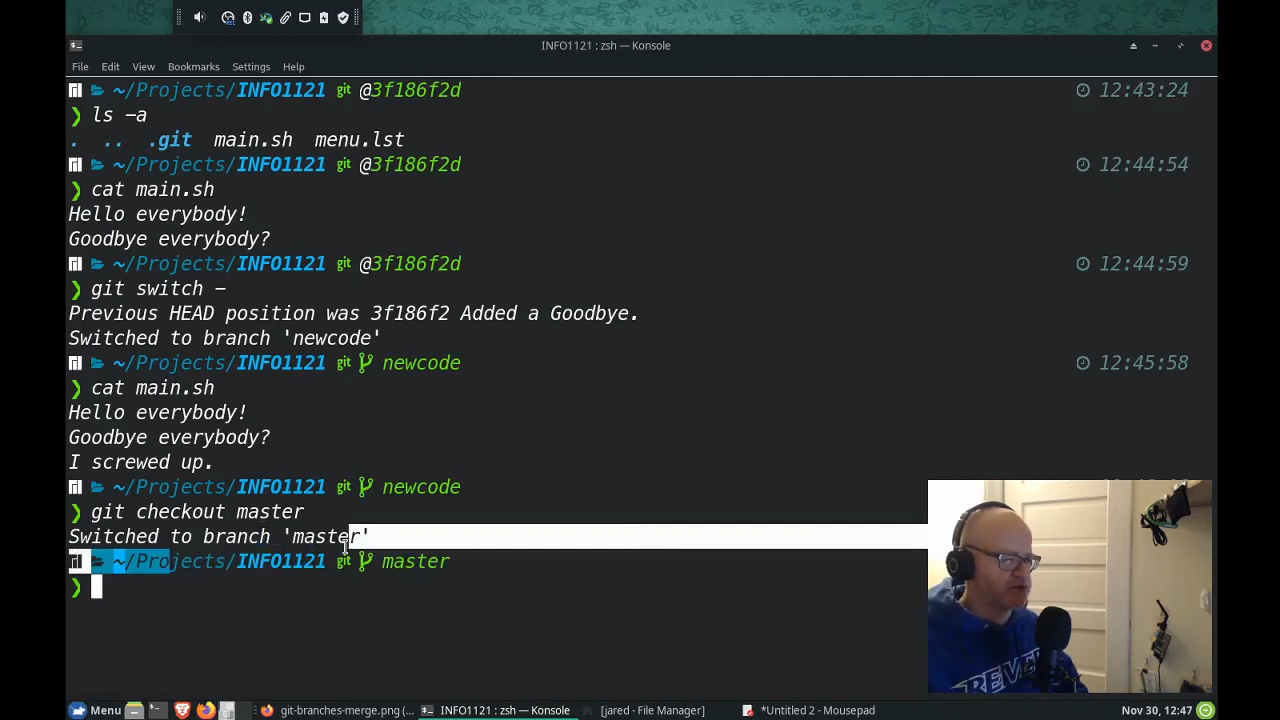 INFO1121 : zsh — Konsole
File Edit View Bookmarks Settings Help
~/Projects/INFO1121 git @3f186f2d 12:43:24
❯ ls -a
. .. .git main.sh menu.lst
~/Projects/INFO1121 git @3f186f2d 12:44:54
❯ cat main.sh
Hello everybody!
Goodbye everybody?
~/Projects/INFO1121 git @3f186f2d 12:44:59
❯ git switch -
Previous HEAD position was 3f186f2 Added a Goodbye.
Switched to branch 'newcode'
~/Projects/INFO1121 git newcode 12:45:58
❯ cat main.sh
Hello everybody!
Goodbye everybody?
I screwed up.
~/Projects/INFO1121 git newcode
❯ git checkout master
Switched to branch 'master'
~/Projects/INFO1121 git master
❯
REVER
Menu git-branches-merge.png (... INFO1121 : zsh — Konsole [jared - File Manager] *Untitled 2 - Mousepad Nov 30, 12:47